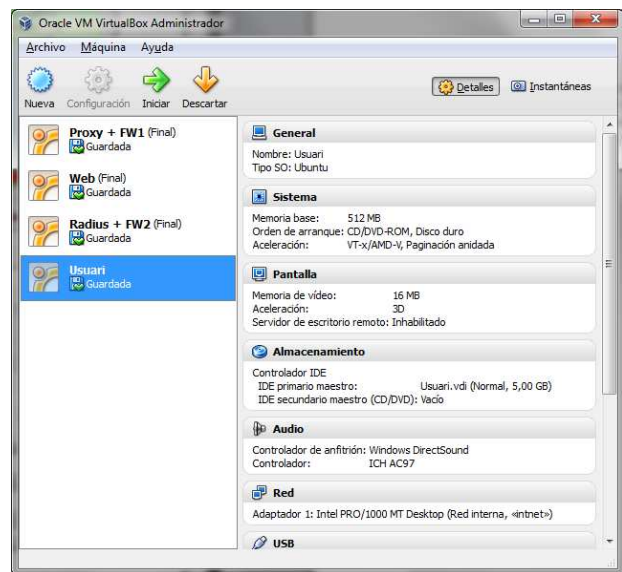 Oracle VM VirtualBox Administrador
Archivo Máquina Ayuda
Nueva Configuración Iniciar Descartar
Detalles Instantáneas
Proxy + FW1 (Final)
Guardada
Web (Final)
Guardada
Radius + FW2 (Final)
Guardada
Usuari
Guardada
General
Nombre: Usuari
Tipo SO: Ubuntu
Sistema
Memoria base: 512 MB
Orden de arranque: CD/DVD-ROM, Disco duro
Aceleración: VT-x/AMD-V, Paginación anidada
Pantalla
Memoria de vídeo: 16 MB
Aceleración: 3D
Servidor de escritorio remoto: Inhabilitado
Almacenamiento
Controlador IDE
IDE primario maestro: Usuari.vdi (Normal, 5,00 GB)
IDE secundario maestro (CD/DVD): Vacío
Audio
Controlador de anfitrión: Windows DirectSound
Controlador: ICH AC97
Red
Adaptador 1: Intel PRO/1000 MT Desktop (Red interna, «intnet»)
USB